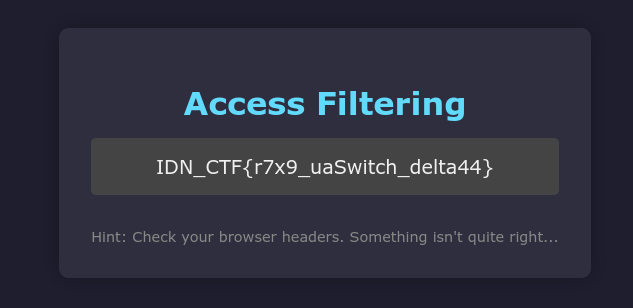 Access Filtering
IDN_CTF{r7x9_uaSwitch_delta44}
Hint: Check your browser headers. Something isn't quite right...